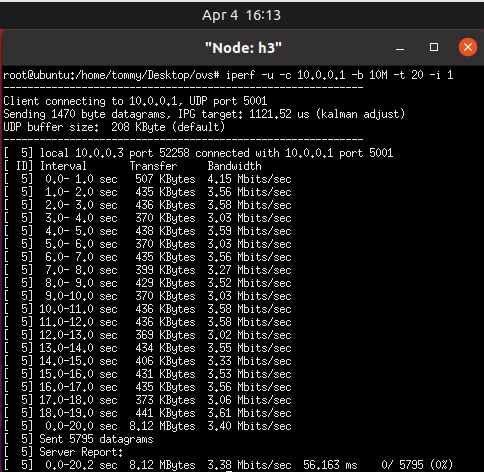 Apr 4 16:13
"Node: h3"
root@ubuntu:/home/tommy/Desktop/ovs# iperf -u -c 10.0.0.1 -b 10M -t 20 -i 1
------------------------------------------------------------
Client connecting to 10.0.0.1, UDP port 5001
Sending 1470 byte datagrams, IPG target: 1121.52 us (kalman adjust)
UDP buffer size:  208 KByte (default)
------------------------------------------------------------
[  5] local 10.0.0.3 port 52258 connected with 10.0.0.1 port 5001
[ ID] Interval       Transfer     Bandwidth
[  5]  0.0- 1.0 sec   507 KBytes  4.15 Mbits/sec
[  5]  1.0- 2.0 sec   435 KBytes  3.56 Mbits/sec
[  5]  2.0- 3.0 sec   436 KBytes  3.58 Mbits/sec
[  5]  3.0- 4.0 sec   370 KBytes  3.03 Mbits/sec
[  5]  4.0- 5.0 sec   438 KBytes  3.59 Mbits/sec
[  5]  5.0- 6.0 sec   370 KBytes  3.03 Mbits/sec
[  5]  6.0- 7.0 sec   435 KBytes  3.56 Mbits/sec
[  5]  7.0- 8.0 sec   399 KBytes  3.27 Mbits/sec
[  5]  8.0- 9.0 sec   429 KBytes  3.52 Mbits/sec
[  5]  9.0-10.0 sec   370 KBytes  3.03 Mbits/sec
[  5] 10.0-11.0 sec   436 KBytes  3.58 Mbits/sec
[  5] 11.0-12.0 sec   436 KBytes  3.58 Mbits/sec
[  5] 12.0-13.0 sec   369 KBytes  3.02 Mbits/sec
[  5] 13.0-14.0 sec   434 KBytes  3.55 Mbits/sec
[  5] 14.0-15.0 sec   406 KBytes  3.33 Mbits/sec
[  5] 15.0-16.0 sec   431 KBytes  3.53 Mbits/sec
[  5] 16.0-17.0 sec   435 KBytes  3.56 Mbits/sec
[  5] 17.0-18.0 sec   373 KBytes  3.06 Mbits/sec
[  5] 18.0-19.0 sec   441 KBytes  3.61 Mbits/sec
[  5]  0.0-20.0 sec  8.12 MBytes  3.40 Mbits/sec
[  5] Sent 5795 datagrams
[  5] Server Report:
[  5]  0.0-20.2 sec  8.12 MBytes  3.38 Mbits/sec  56.163 ms    0/ 5795 (0%)